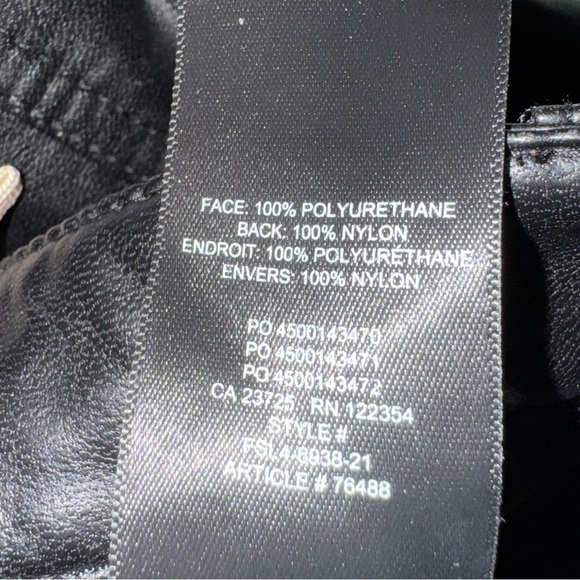 FACE: 100% POLYURETHANE
BACK: 100% NYLON
ENDROIT: 100% POLYURETHANE
ENVERS: 100% NYLON
PO 4500143470
PO 4500143471
PO 4500143472
CA 23725 RN 122354
STYLE #
FSL4-6938-21
ARTICLE # 76488